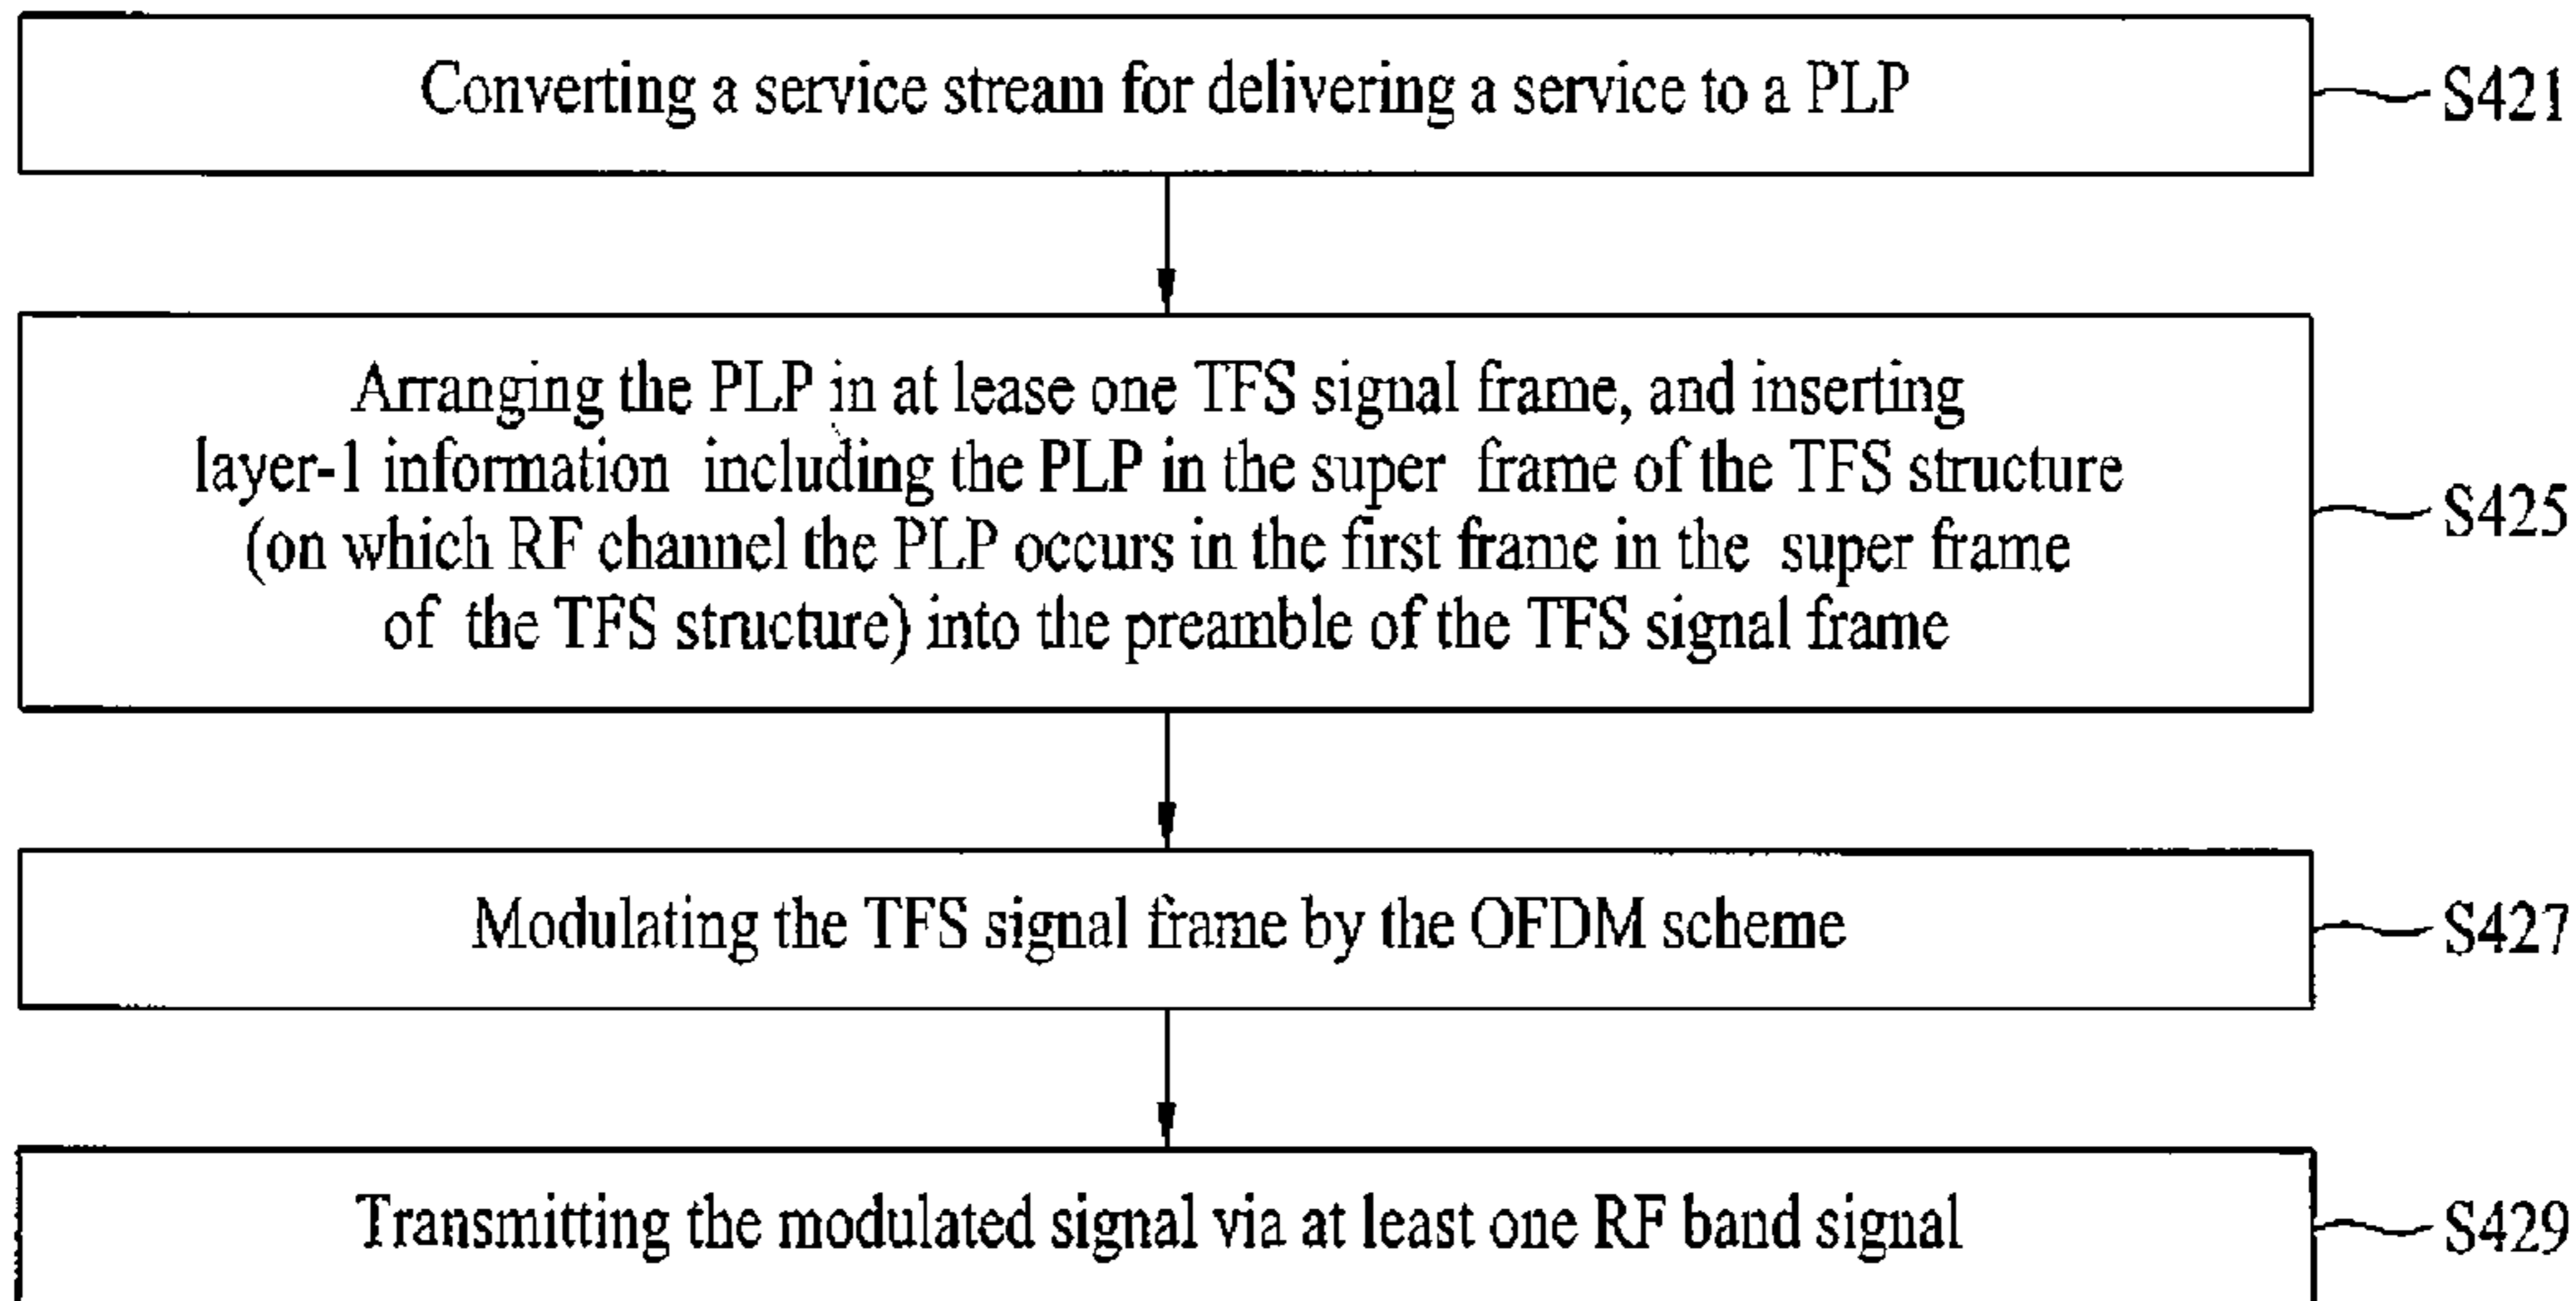 Converting a service stream for delivering a service to a PLP
S421
Arranging the PLP in at lease one TFS signal frame, and inserting
layer-1 information including the PLP in the super frame of the TFS structure
(on which RF channel the PLP occurs in the first frame in the super frame
of the TFS structure) into the preamble of the TFS signal frame
S425
Modulating the TFS signal frame by the OFDM scheme
S427
Transmitting the modulated signal via at least one RF band signal
S429